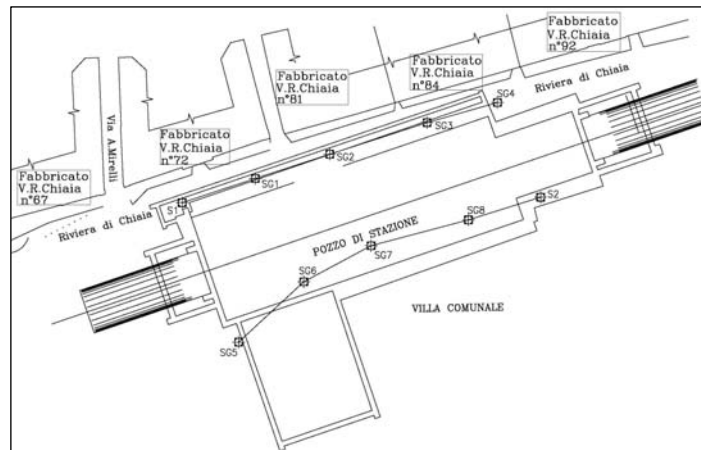 Fabbricato
V.R.Chiaia
n°92
Fabbricato
V.R.Chiaia
n°81
Fabbricato
V.R.Chiaia
n°84
Riviera di Chiaia
SG4
SG3
Via A.Mirelli
Fabbricato
V.R.Chiaia
n°72
SG2
Fabbricato
V.R.Chiaia
n°67
SG1
S1
S2
Riviera di Chiaia
SG8
POZZO DI STAZIONE
SG7
SG6
VILLA COMUNALE
SG5